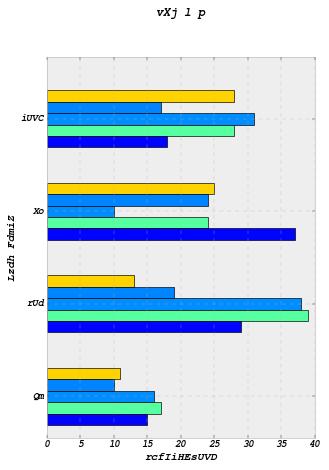 vXj l p
iUVC
Xo
rUd
Qm
Lzdh FdmiZ
0 5 10 15 20 25 30 35 40
rcfIiHEsUVD